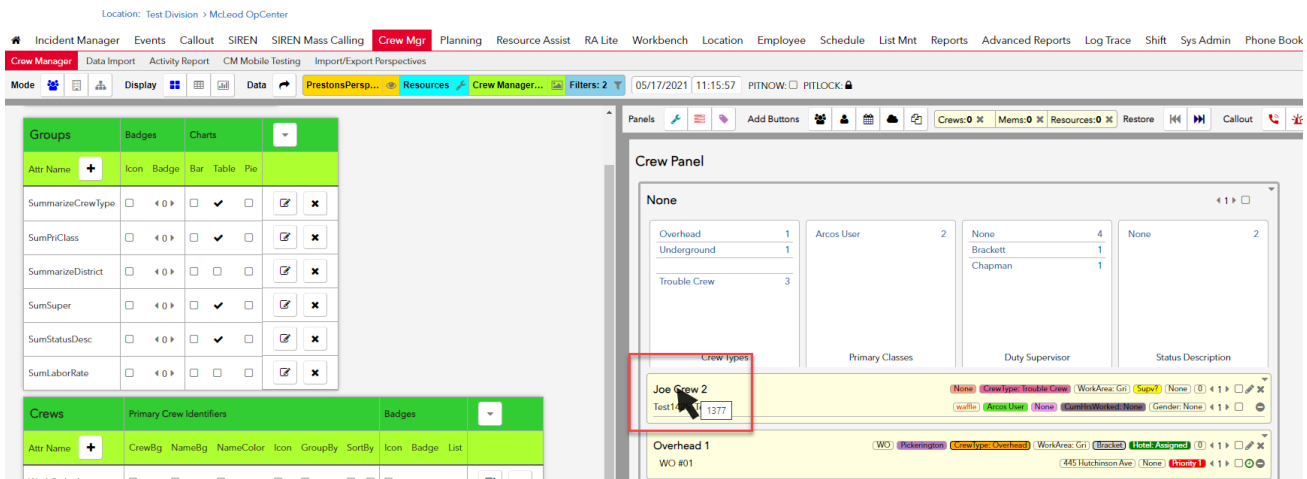 Location: Test Division > McLeod OpCenter
Incident Manager Events Callout SIREN SIREN Mass Calling Crew Mgr Planning Resource Assist RA Lite Workbench Location Employee Schedule List Mnt Reports Advanced Reports Log Trace Shift Sys Admin Phone Book
Crew Manager Data Import Activity Report CM Mobile Testing Import/Export Perspectives
Mode Display Data PrestonsPersp... Resources Crew Manager... Filters: 2 05/17/2021 11:15:57 PITNOW: PITLOCK:
Panels Add Buttons Crews:0 Mems:0 Resources:0 Restore Callout
Groups Badges Charts
Attr Name Icon Badge Bar Table Pie
SummarizeCrewType 0
SumPriClass 0
SummarizeDistrict 0
SumSuper 0
SumStatusDesc 0
SumLaborRate 0
Crews Primary Crew Identifiers Badges
Attr Name CrewBg NameBg NameColor Icon GroupBy SortBy Icon Badge List
Crew Panel
None 1
Overhead 1
Underground 1
Trouble Crew 3
Crew Types
Arcos User 2
Primary Classes
None 4
Brackett 1
Chapman 1
Duty Supervisor
None 2
Status Description
Joe Crew 2 None CrewType: Trouble Crew WorkArea: Gri Supv? None 0 1
1377 waffle Arcos User None CumHrsWorked: None Gender: None 1
Overhead 1 WO Pickerington CrewType: Overhead WorkArea: Gri Bracket Hotel: Assigned 0 1
WO #01 445 Hutchinson Ave None Priority 1 1